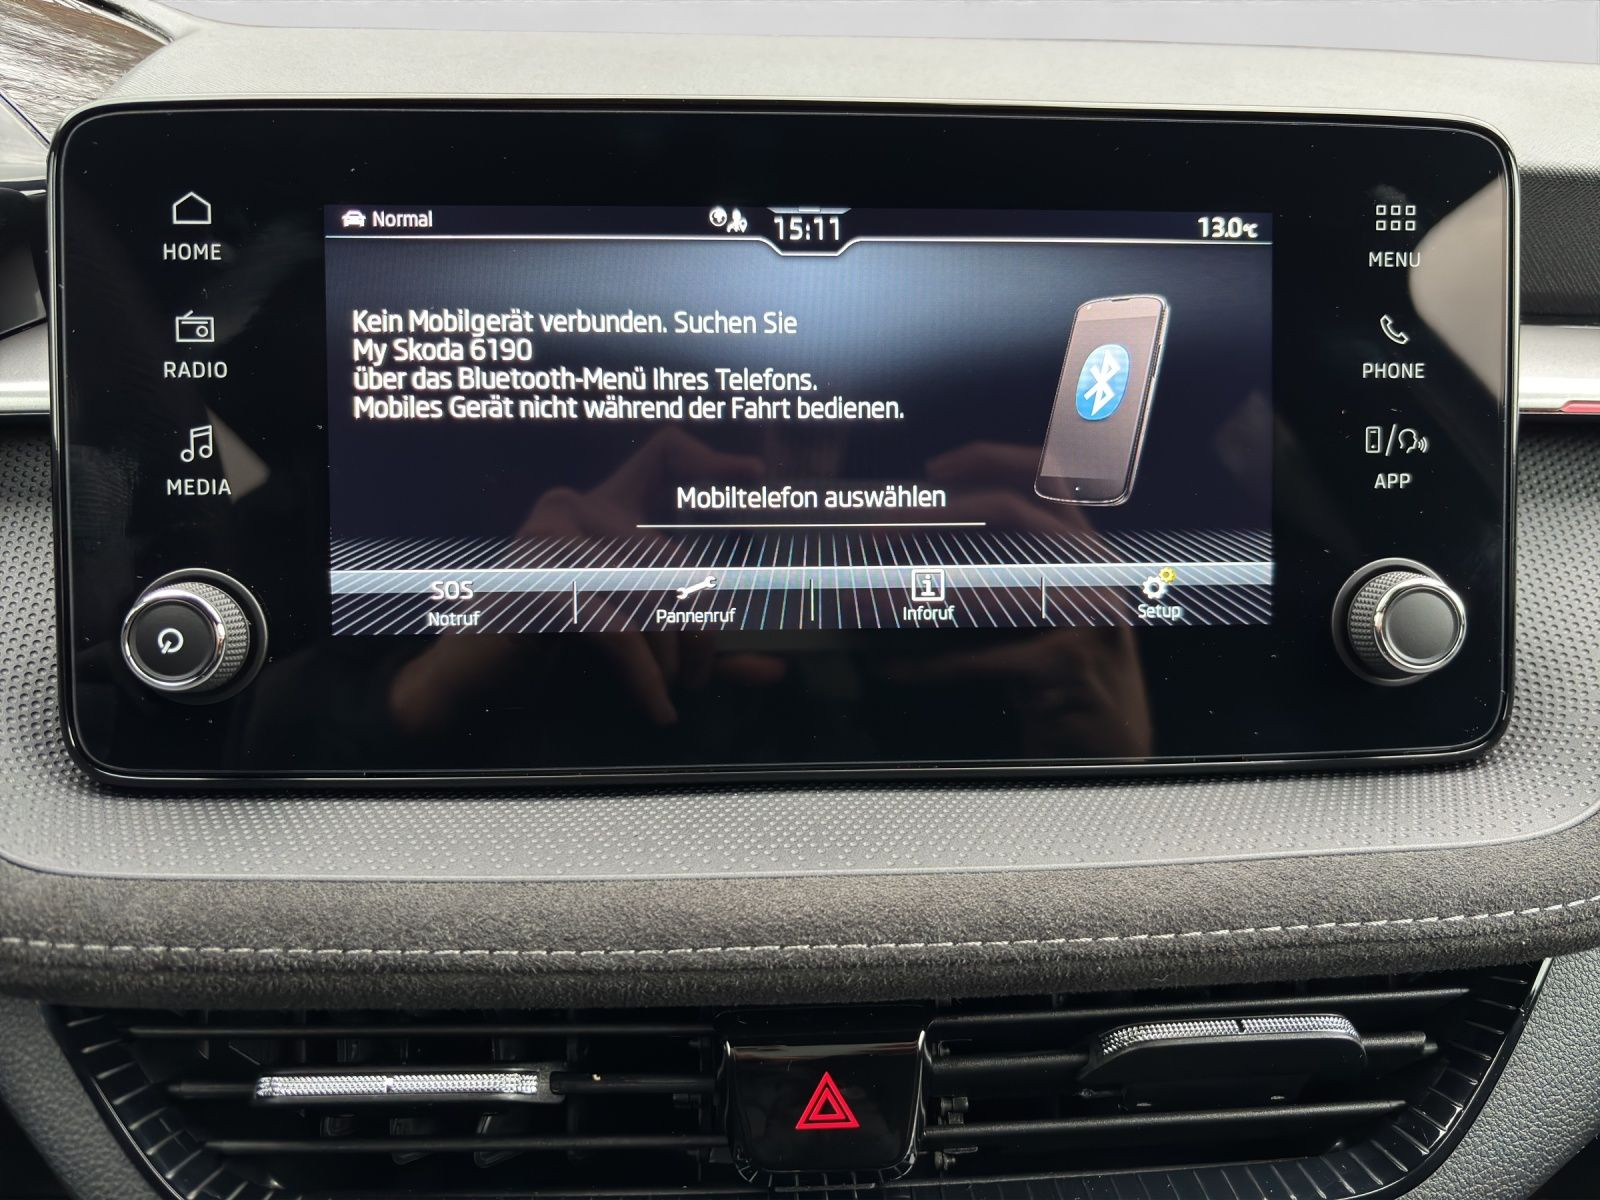 Normal
15:11
13.0°C
HOME
RADIO
MEDIA
Kein Mobilgerät verbunden. Suchen Sie
My Skoda 6190
über das Bluetooth-Menü Ihres Telefons.
Mobiles Gerät nicht während der Fahrt bedienen.
Mobiltelefon auswählen
SOS
Notruf
Pannenruf
i
Inforuf
Setup
MENU
PHONE
APP